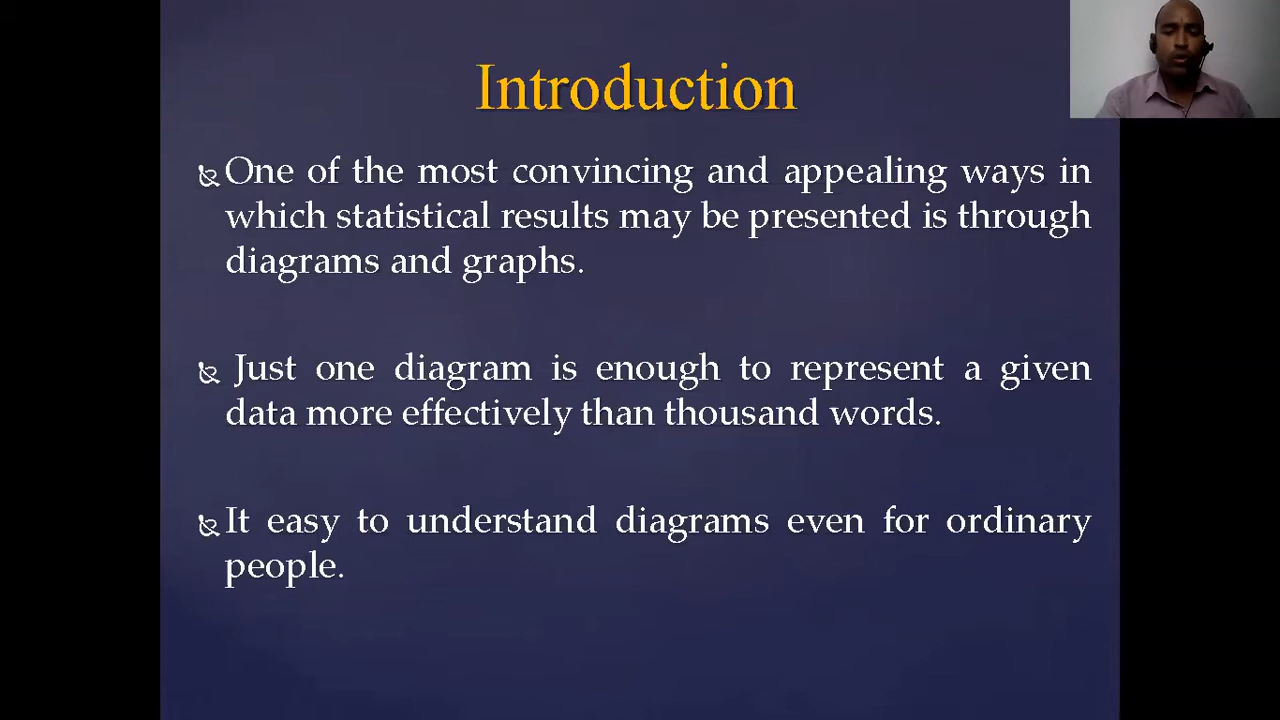 Introduction
One of the most convincing and appealing ways in
which statistical results may be presented is through
diagrams and graphs.
Just one diagram is enough to represent a given
data more effectively than thousand words.
It easy to understand diagrams even for ordinary
people.